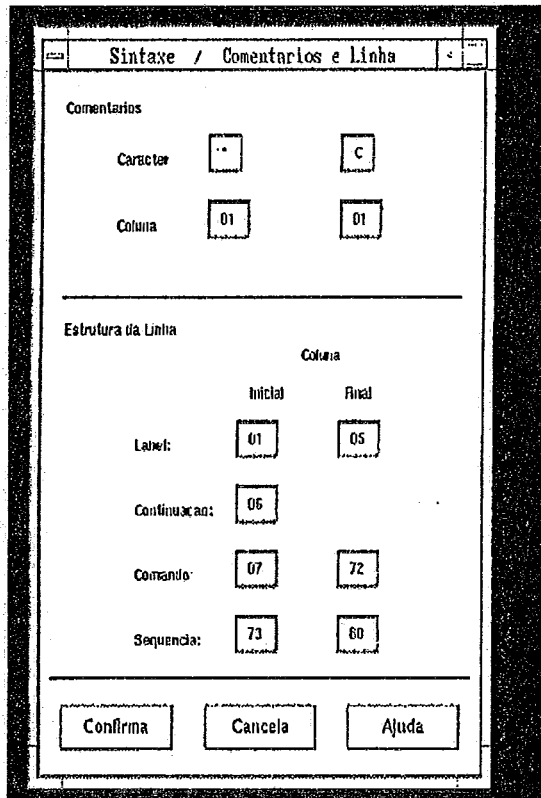 Sintaxe / Comentarios e Linha
Comentarios
Caracter * C
Coluna 01 01
Estrutura da Linha
Coluna
Inicial Final
Label: 01 05
Continuacao: 06
Comando: 07 72
Sequencia: 73 80
Confirma Cancela Ajuda